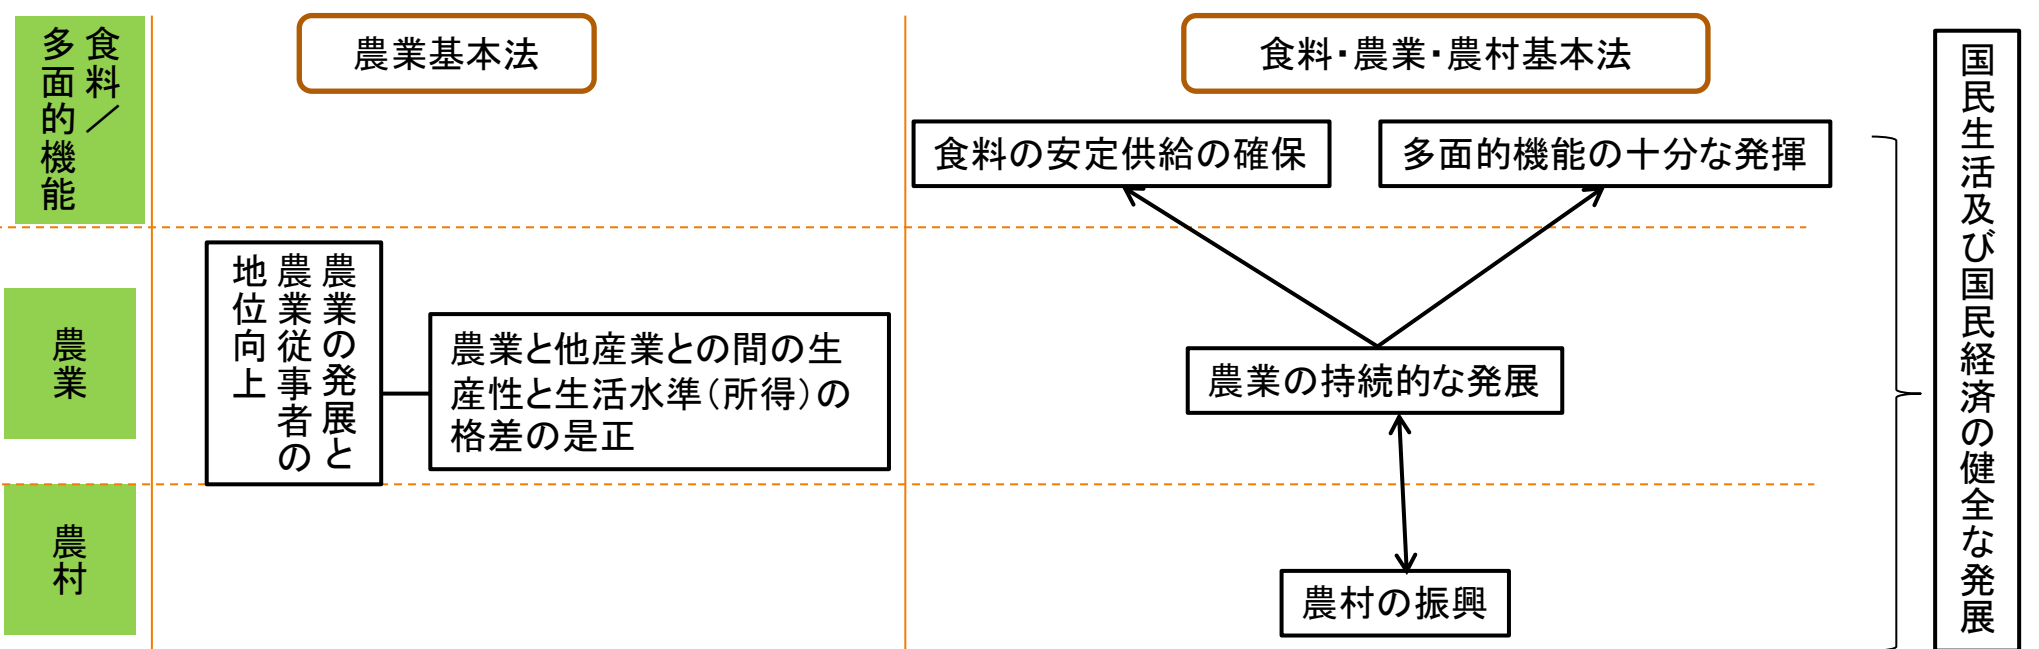 食料／
多面的機能
農業基本法
食料・農業・農村基本法
食料の安定供給の確保
多面的機能の十分な発揮
農業
農業の発展と
農業従事者の
地位向上
農業と他産業との間の生
産性と生活水準（所得）の
格差の是正
農業の持続的な発展
農村
農村の振興
国民生活及び国民経済の健全な発展